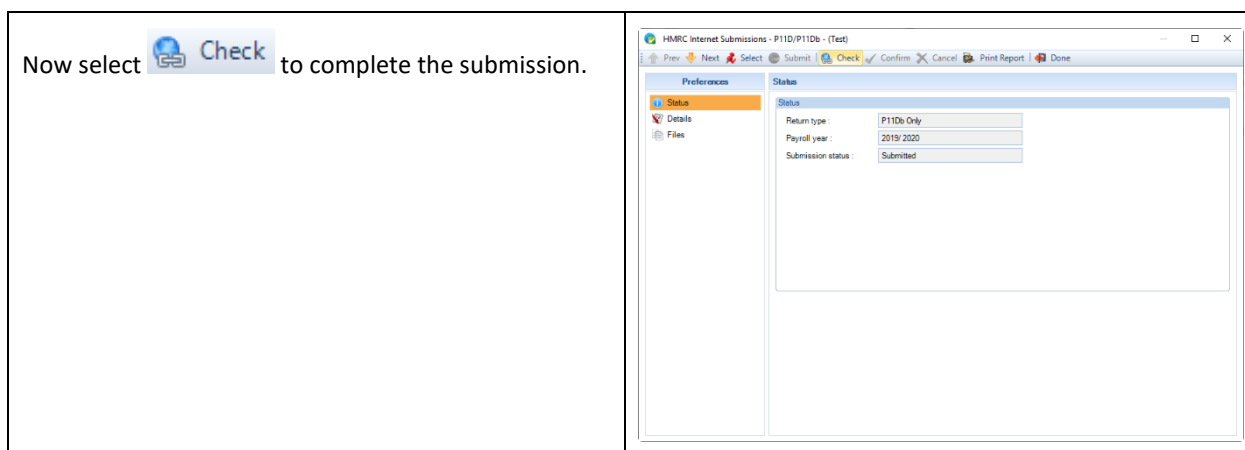 Now select Check to complete the submission.
HMRC Internet Submissions - P11D/P11Db - (Test)
Prev Next Select Submit Check Confirm Cancel Print Report Done
Preferences
Status
Details
Files
Status
Status
Return type :
P11Db Only
Payroll year :
2019/ 2020
Submission status :
Submitted